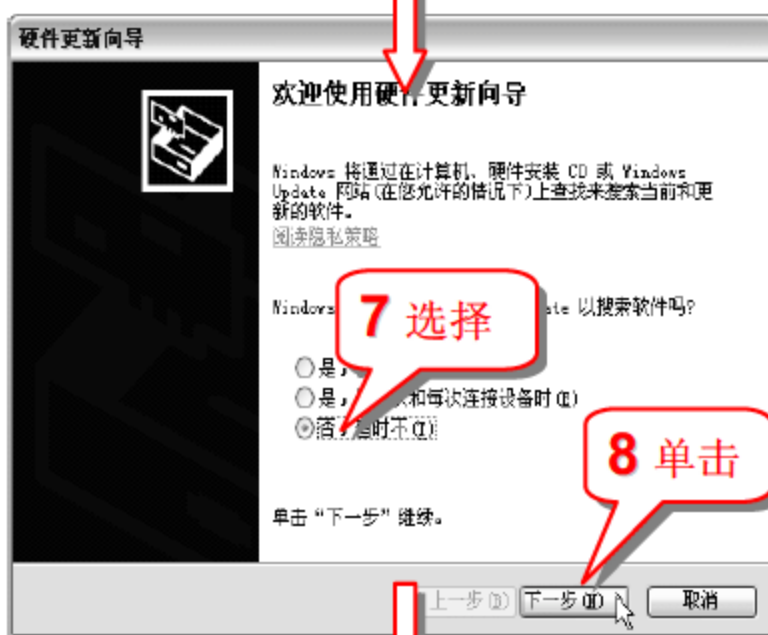 硬件更新向导
欢迎使用硬件更新向导
Windows 将通过在计算机、硬件安装 CD 或 Windows
Update 网站(在您允许的情况下)上查找来搜索当前和更
新的软件。
阅读隐私策略
Windows ate 以搜索软件吗?
7 选择
是,
是, 和每次连接设备时(E)
否，暂时不(T)
8 单击
单击“下一步”继续。
上一步(B) 下一步(N) 取消